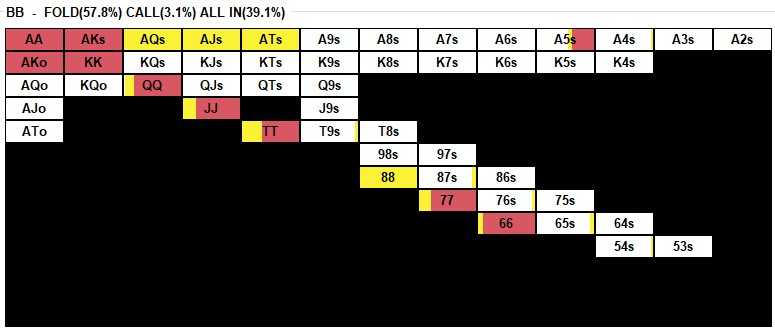 BB - FOLD(57.8%) CALL(3.1%) ALL IN(39.1%)
AA AKs AQs AJs ATs A9s A8s A7s A6s A5s A4s A3s A2s
AKo KK KQs KJs KTs K9s K8s K7s K6s K5s K4s
AQo KQo QQ QJs QTs Q9s
AJo JJ J9s
ATo TT T9s T8s
98s 97s
88 87s 86s
77 76s 75s
66 65s 64s
54s 53s